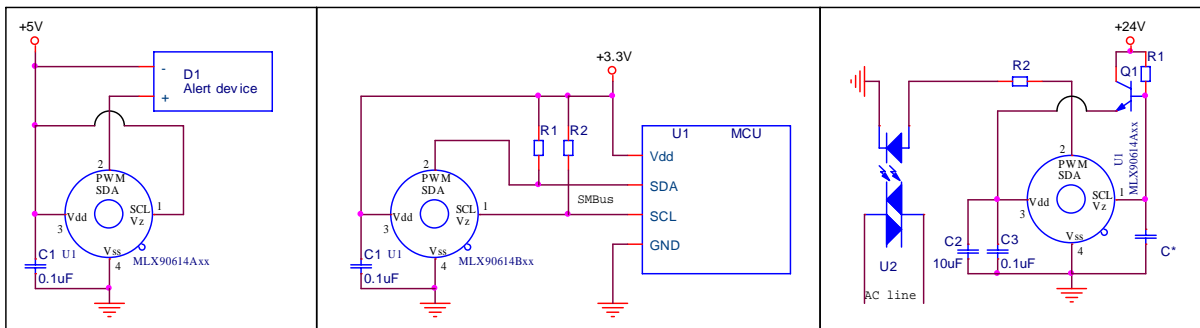 +5V
D1
Alert device
-
+
2
PWM
SDA
SCL
Vz
1
Vdd
3
Vss
4
C1
U1
0.1uF
MLX90614Axx
+3.3V
R1
R2
U1
MCU
Vdd
SDA
SCL
GND
SMBus
2
PWM
SDA
SCL
Vz
1
Vdd
3
Vss
4
C1
U1
0.1uF
MLX90614Bxx
+24V
R1
Q1
R2
U1
MLX90614Axx
2
PWM
SDA
SCL
Vz
1
Vdd
3
Vss
4
C2
10uF
C3
0.1uF
C*
U2
AC line